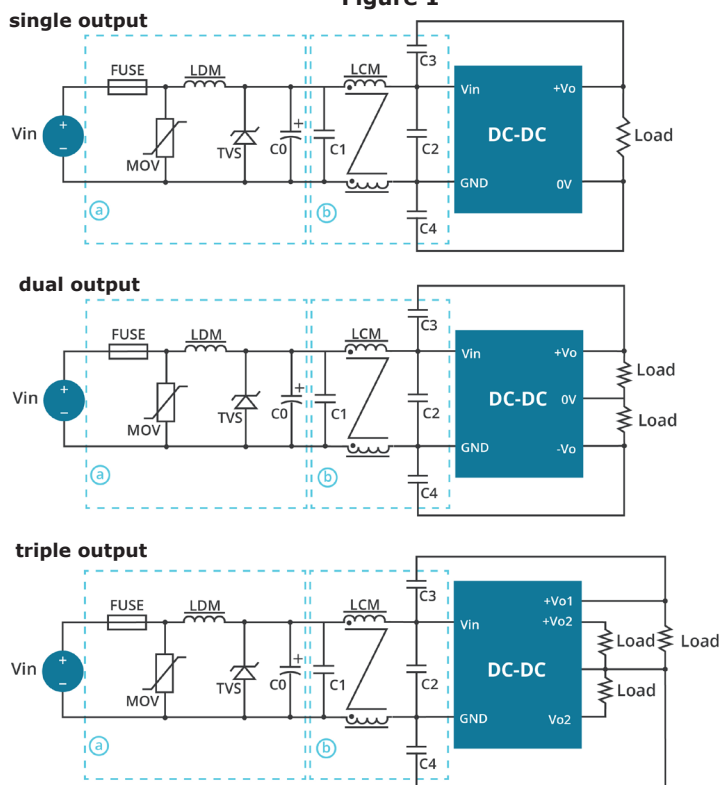 Figure 1
single output
C3
FUSE
LDM
LCM
Vin
+Vo
+
Vin
−
MOV
TVS
C0
+
C1
C2
DC-DC
Load
GND
0V
a
b
C4
dual output
C3
FUSE
LDM
LCM
Vin
+Vo
+
Vin
−
MOV
TVS
C0
+
C1
C2
DC-DC
0V
Load
Load
GND
-Vo
a
b
C4
triple output
C3
FUSE
LDM
LCM
+Vo1
Vin
+Vo2
+
Vin
−
MOV
TVS
C0
+
C1
C2
DC-DC
Load
Load
Load
GND
Vo2
a
b
C4